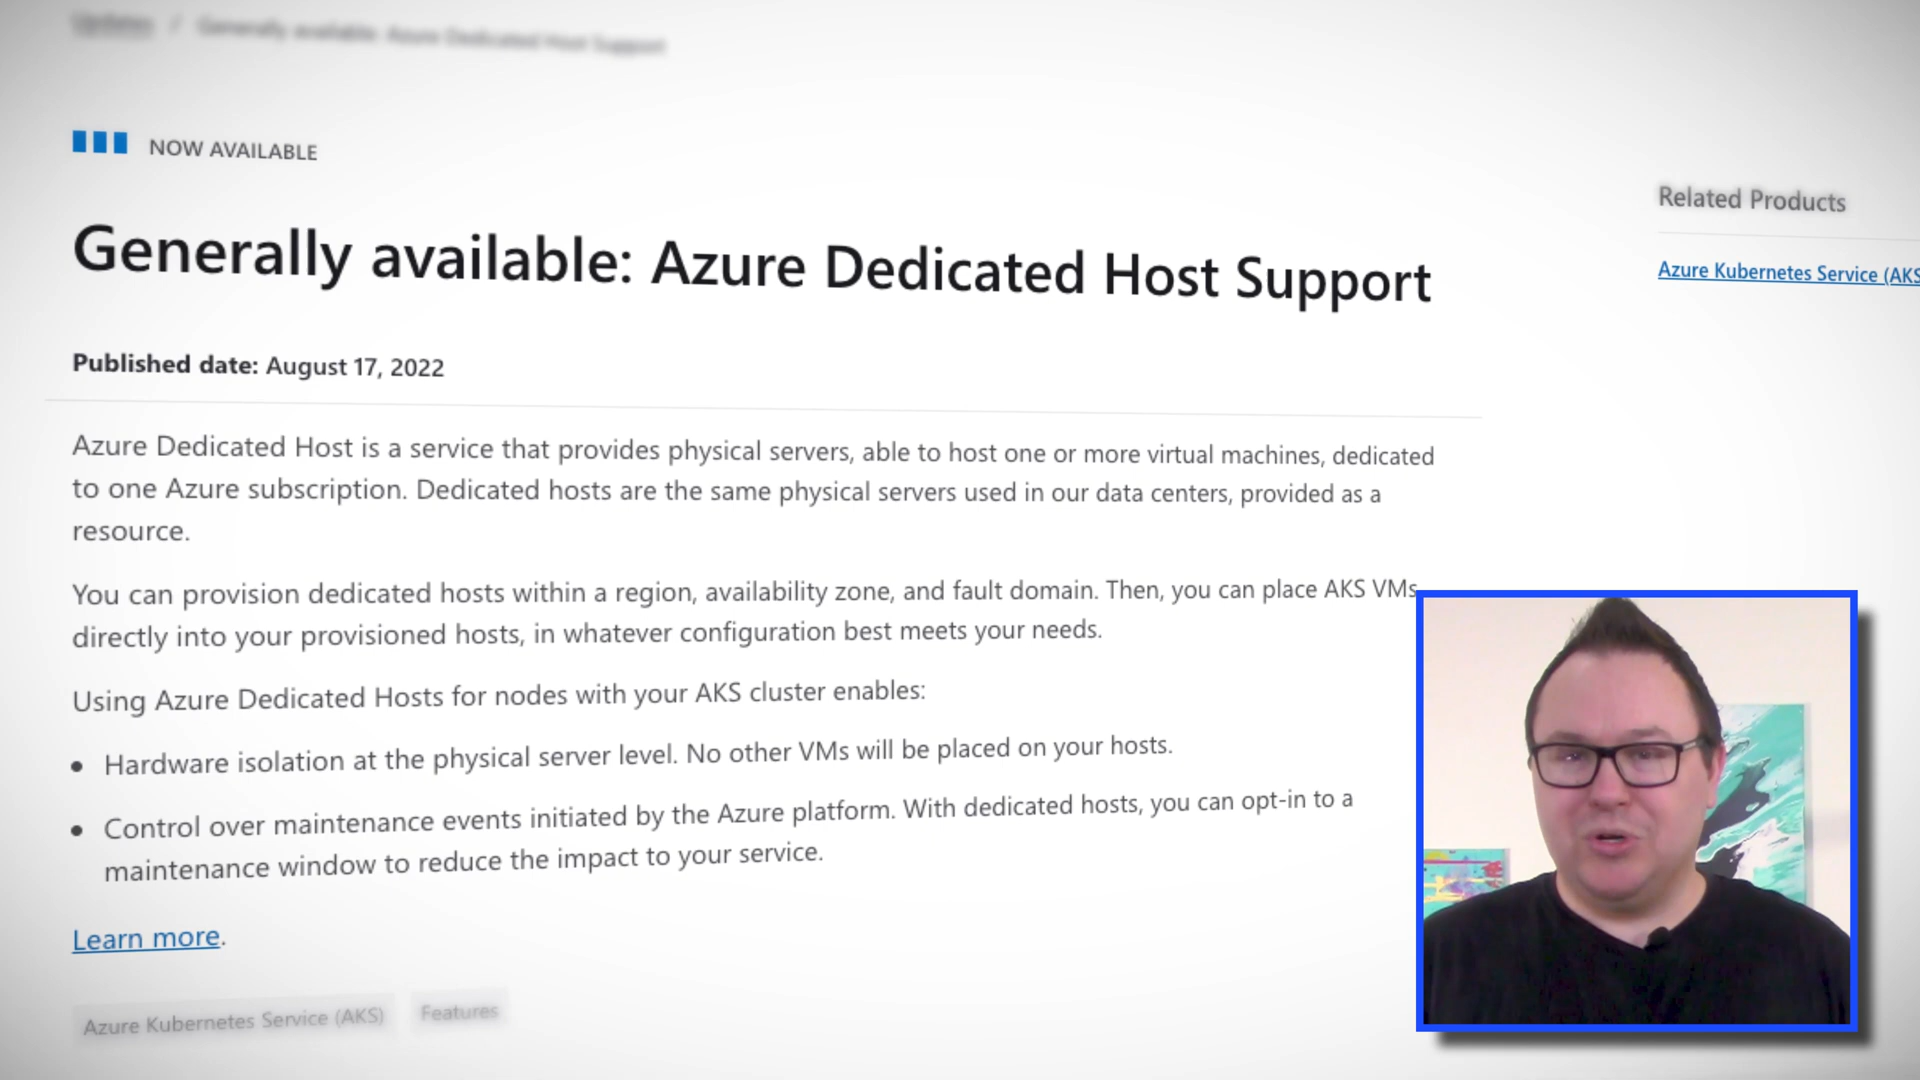 Updates / Generally available: Azure Dedicated Host Support
NOW AVAILABLE
Generally available: Azure Dedicated Host Support
Published date: August 17, 2022
Azure Dedicated Host is a service that provides physical servers, able to host one or more virtual machines, dedicated
to one Azure subscription. Dedicated hosts are the same physical servers used in our data centers, provided as a
resource.
You can provision dedicated hosts within a region, availability zone, and fault domain. Then, you can place AKS VMs
directly into your provisioned hosts, in whatever configuration best meets your needs.
Using Azure Dedicated Hosts for nodes with your AKS cluster enables:
• Hardware isolation at the physical server level. No other VMs will be placed on your hosts.
• Control over maintenance events initiated by the Azure platform. With dedicated hosts, you can opt-in to a
maintenance window to reduce the impact to your service.
Learn more.
Azure Kubernetes Service (AKS) Features
Related Products
Azure Kubernetes Service (AKS